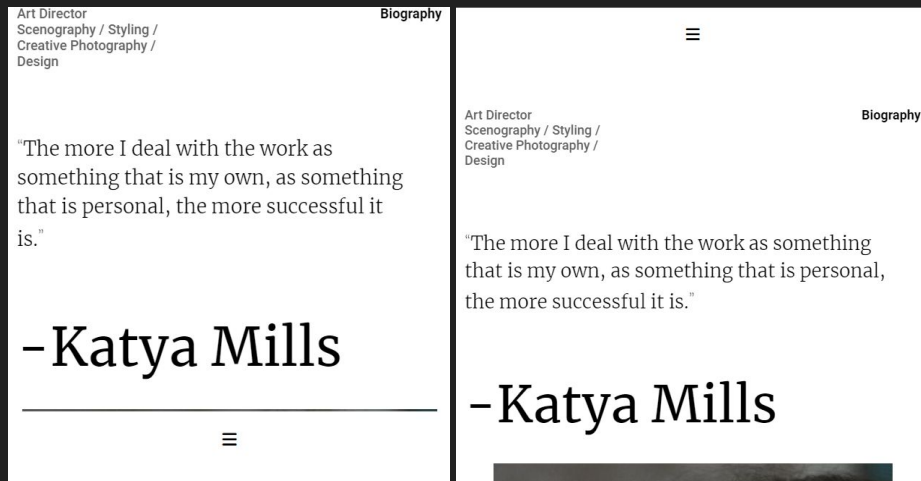 Art Director
Scenography / Styling /
Creative Photography /
Design
Biography
“The more I deal with the work as
something that is my own, as something
that is personal, the more successful it
is.”
-Katya Mills
Art Director
Scenography / Styling /
Creative Photography /
Design
Biography
“The more I deal with the work as something
that is my own, as something that is personal,
the more successful it is.”
-Katya Mills